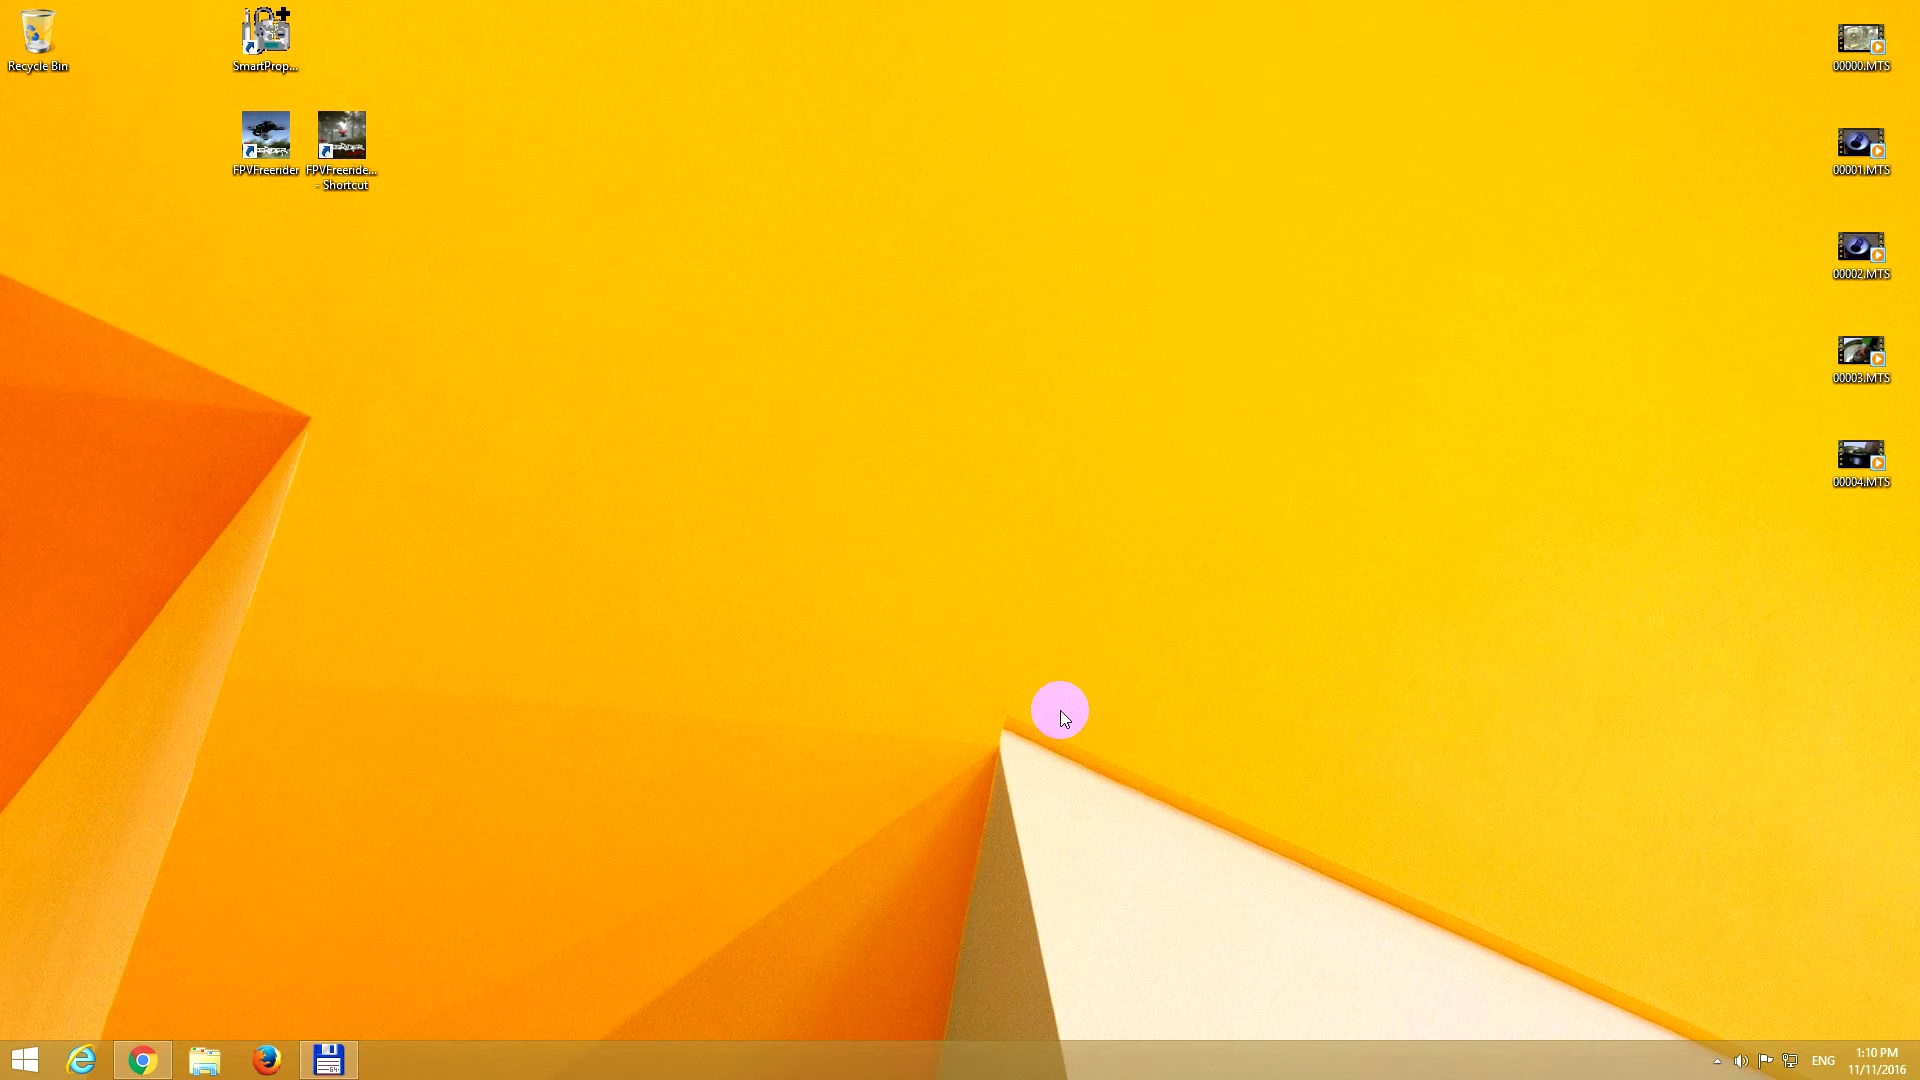 Recycle Bin
SmartProp...
FPVFreerider
FPVFreeride...
- Shortcut
00000.MTS
00001.MTS
00002.MTS
00003.MTS
00004.MTS
64
ENG
1:10 PM
11/11/2016